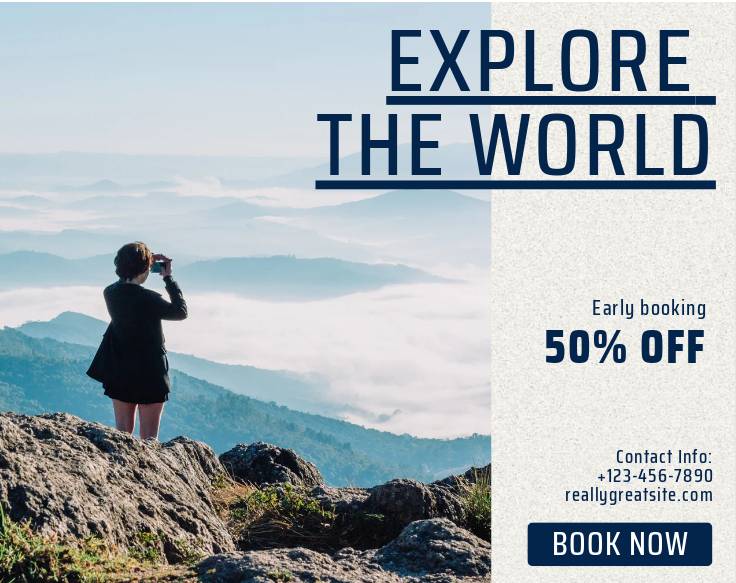 EXPLORE
THE WORLD
Early booking
50% OFF
Contact Info:
+123-456-7890
reallygreatsite.com
BOOK NOW